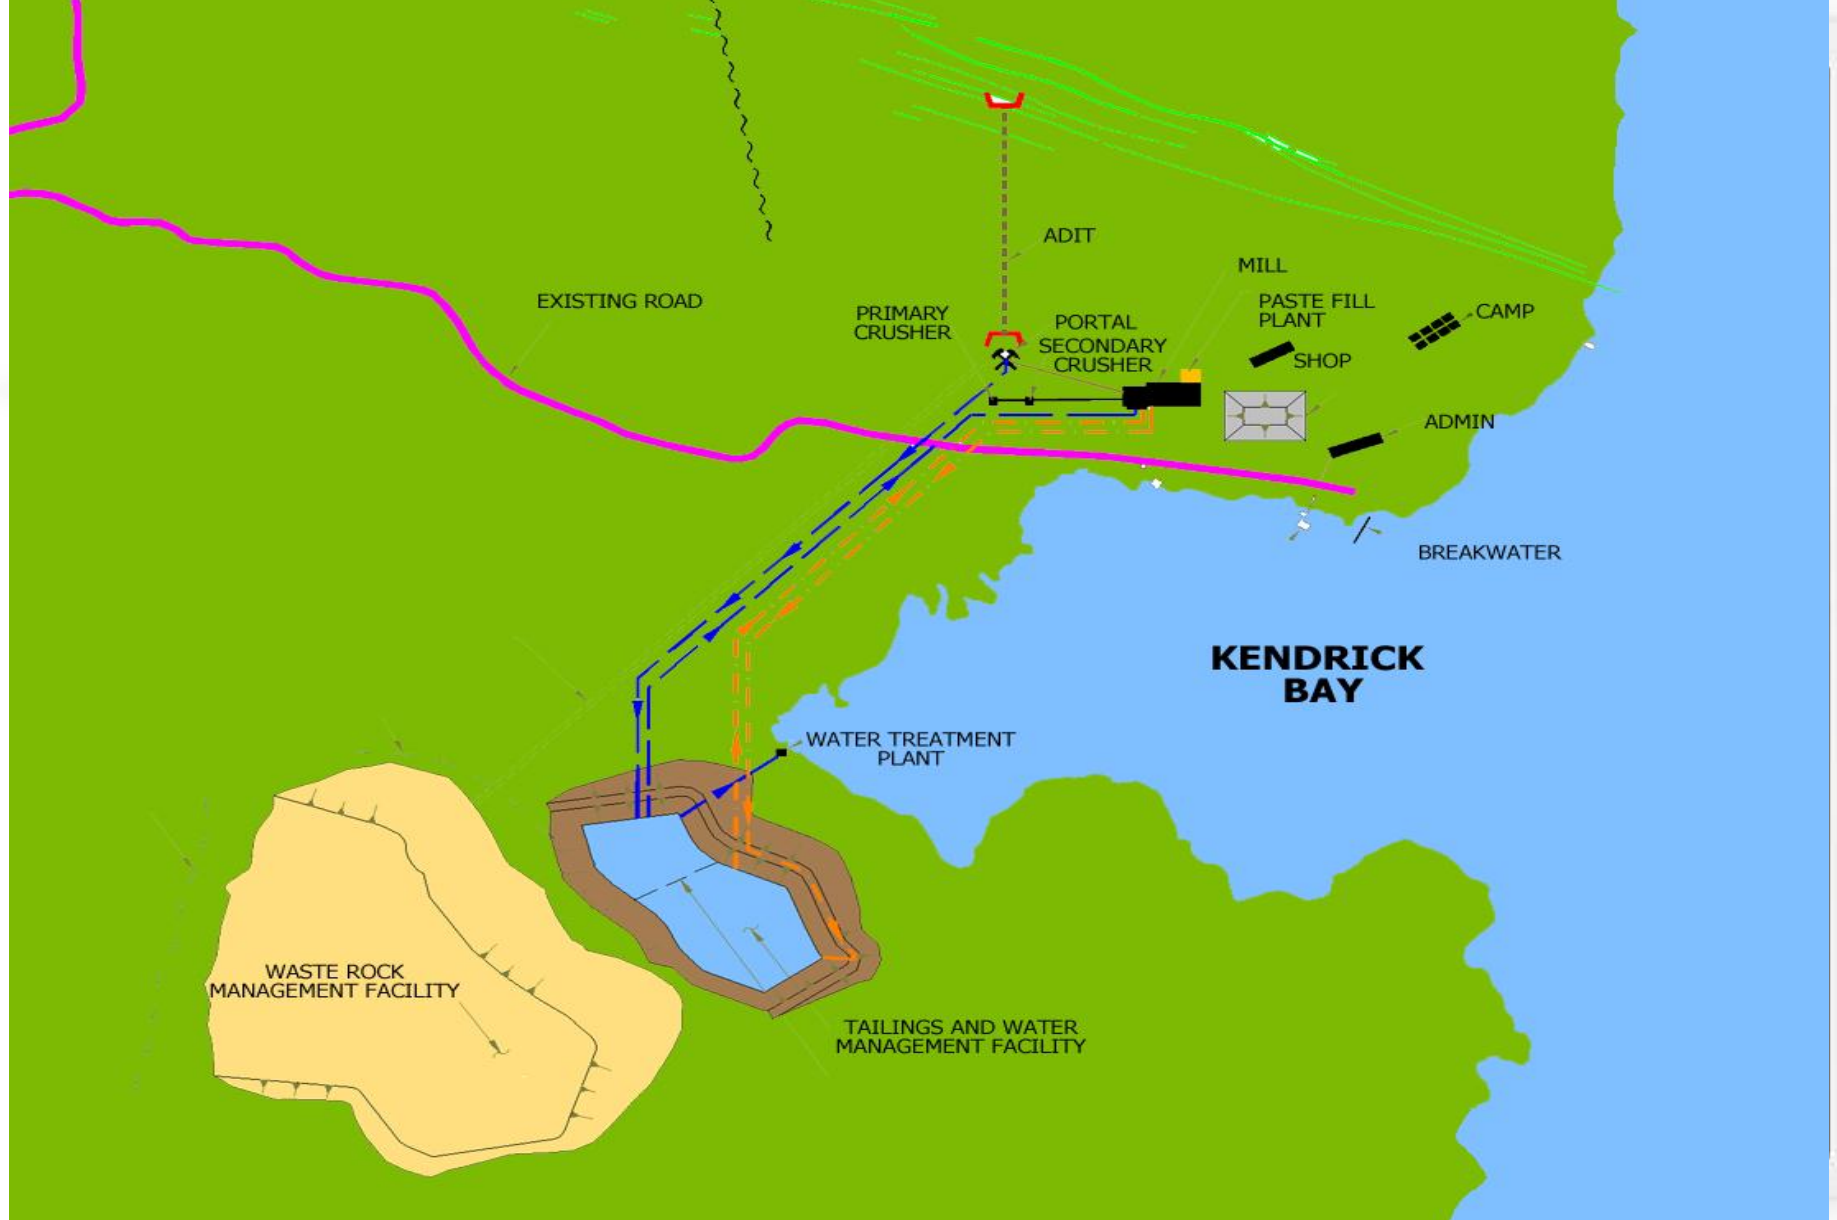 ADIT
MILL
EXISTING ROAD
PASTE FILL
PLANT
CAMP
PRIMARY
CRUSHER
PORTAL
SECONDARY
CRUSHER
SHOP
ADMIN
BREAKWATER
KENDRICK
BAY
WATER TREATMENT
PLANT
WASTE ROCK
MANAGEMENT FACILITY
TAILINGS AND WATER
MANAGEMENT FACILITY